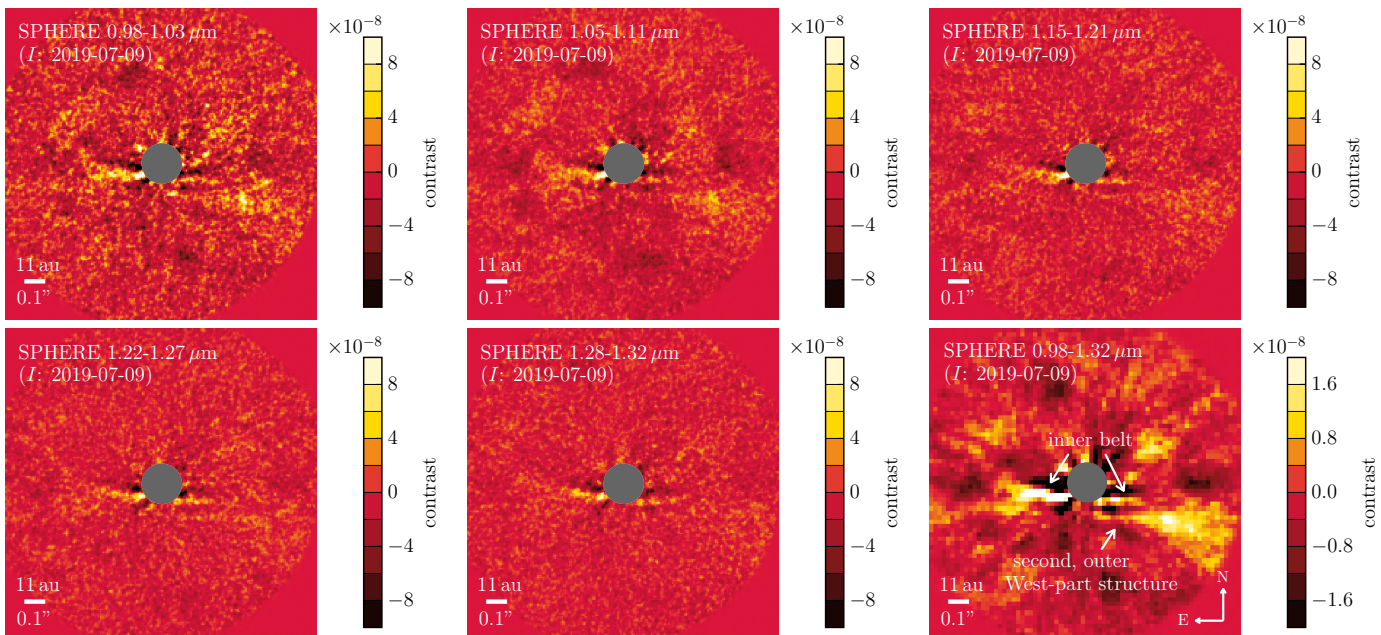 SPHERE 0.98-1.03 μm
(I: 2019-07-09)
11 au
0.1”
×10−8
8
4
0
−4
−8
contrast
SPHERE 1.05-1.11 μm
(I: 2019-07-09)
11 au
0.1”
×10−8
8
4
0
−4
−8
contrast
SPHERE 1.15-1.21 μm
(I: 2019-07-09)
11 au
0.1”
×10−8
8
4
0
−4
−8
contrast
SPHERE 1.22-1.27 μm
(I: 2019-07-09)
11 au
0.1”
×10−8
8
4
0
−4
−8
contrast
SPHERE 1.28-1.32 μm
(I: 2019-07-09)
11 au
0.1”
×10−8
8
4
0
−4
−8
contrast
SPHERE 0.98-1.32 μm
(I: 2019-07-09)
inner belt
second, outer
West-part structure
11 au
0.1”
N
E
×10−8
1.6
0.8
0.0
−0.8
−1.6
contrast